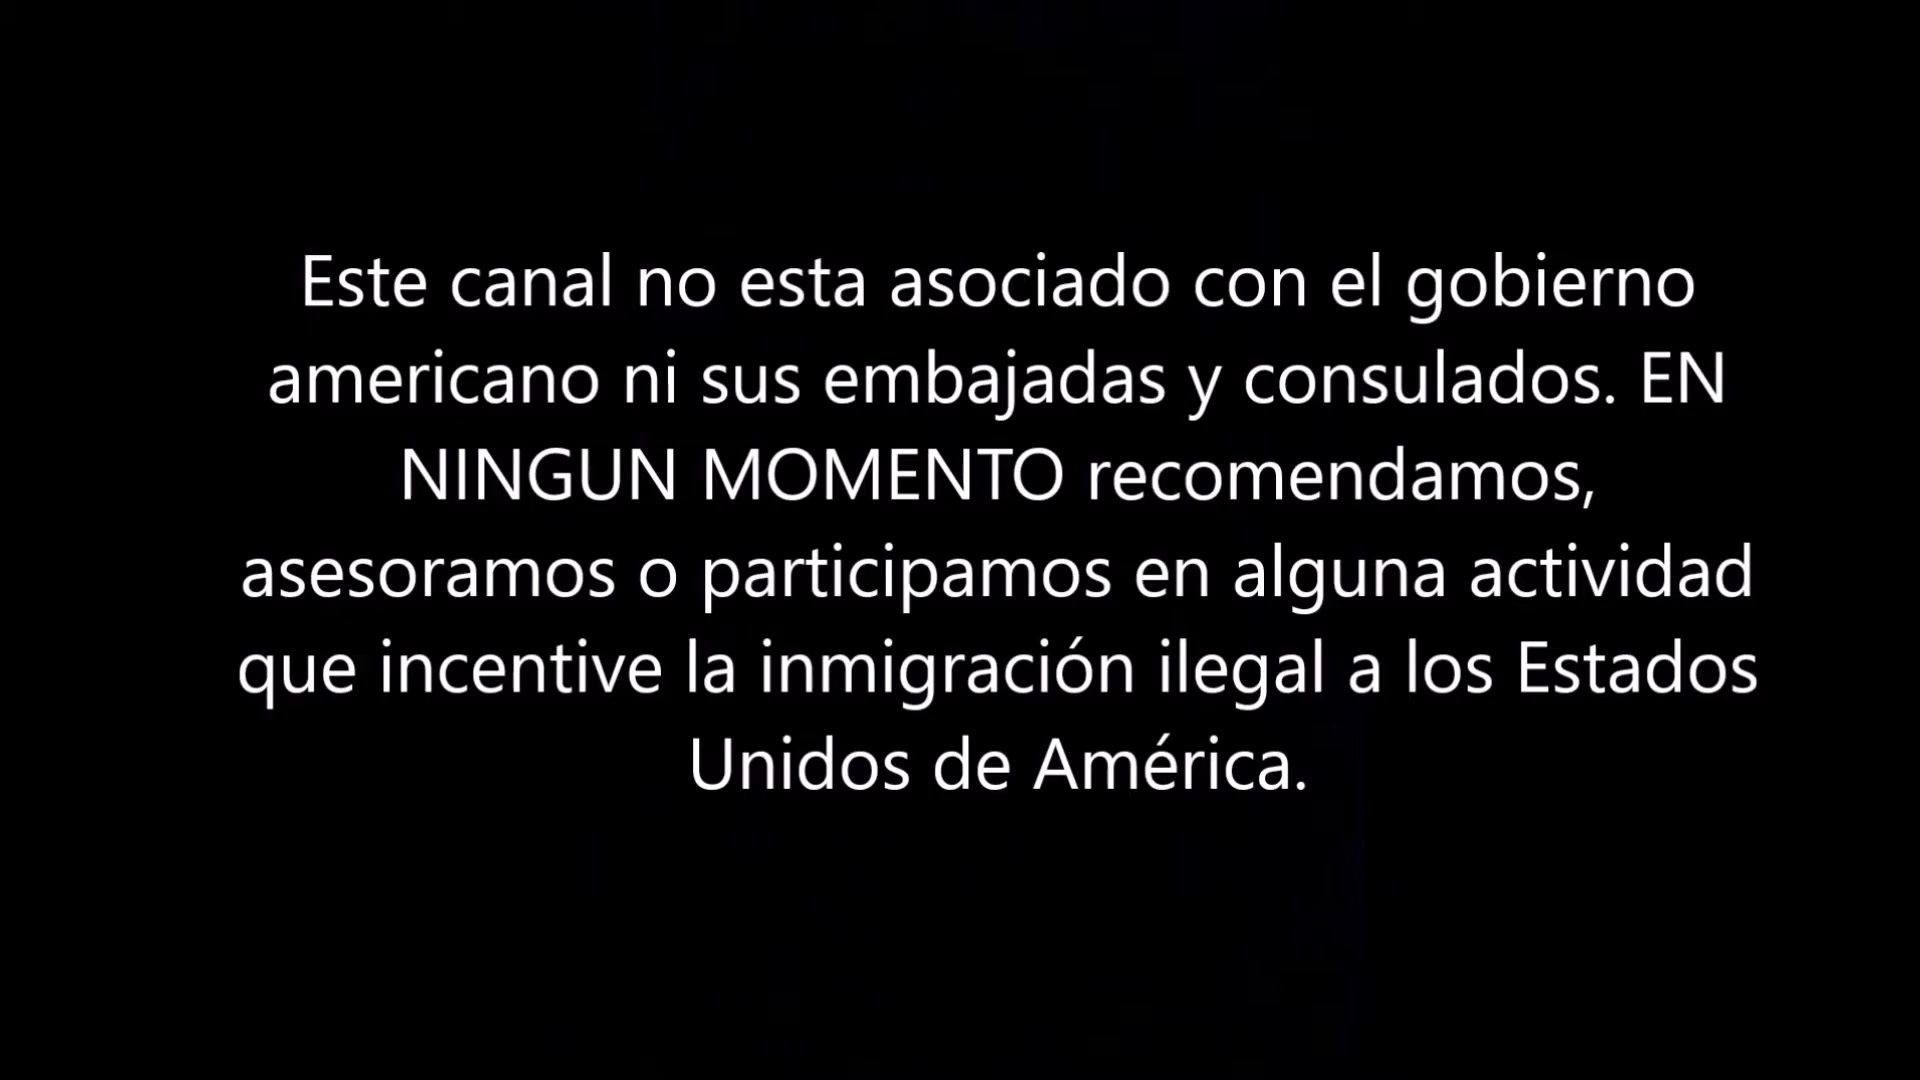 Este canal no esta asociado con el gobierno
americano ni sus embajadas y consulados. EN
NINGUN MOMENTO recomendamos,
asesoramos o participamos en alguna actividad
que incentive la inmigración ilegal a los Estados
Unidos de América.